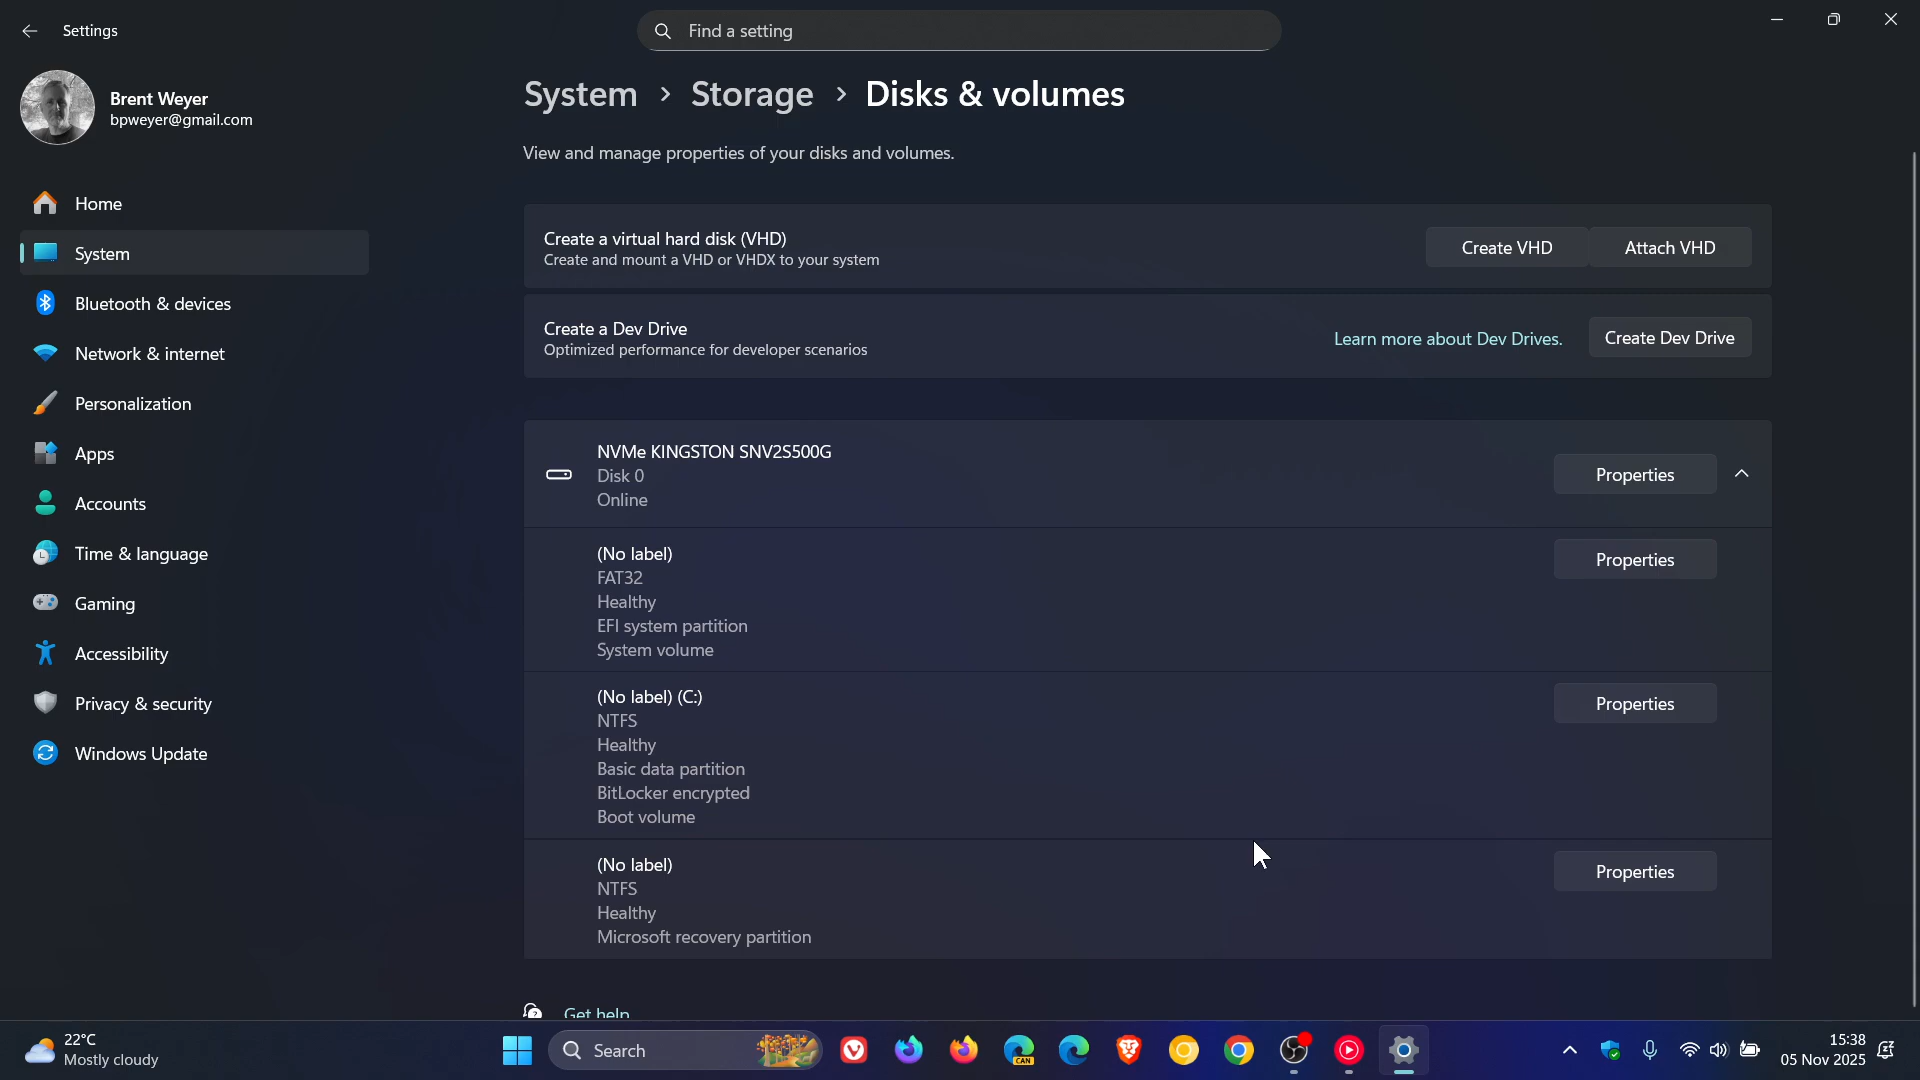 Settings
Find a setting
Brent Weyer
bpweyer@gmail.com
System > Storage > Disks & volumes
View and manage properties of your disks and volumes.
Home
System
Bluetooth & devices
Network & internet
Personalization
Apps
Accounts
Time & language
Gaming
Accessibility
Privacy & security
Windows Update
Create a virtual hard disk (VHD)
Create and mount a VHD or VHDX to your system
Create VHD
Attach VHD
Create a Dev Drive
Optimized performance for developer scenarios
Learn more about Dev Drives.
Create Dev Drive
NVMe KINGSTON SNV2S500G
Disk 0
Online
Properties
(No label)
FAT32
Healthy
EFI system partition
System volume
Properties
(No label) (C:)
NTFS
Healthy
Basic data partition
BitLocker encrypted
Boot volume
Properties
(No label)
NTFS
Healthy
Microsoft recovery partition
Properties
Get help
22°C
Mostly cloudy
Search
CAN
15:38
05 Nov 2025